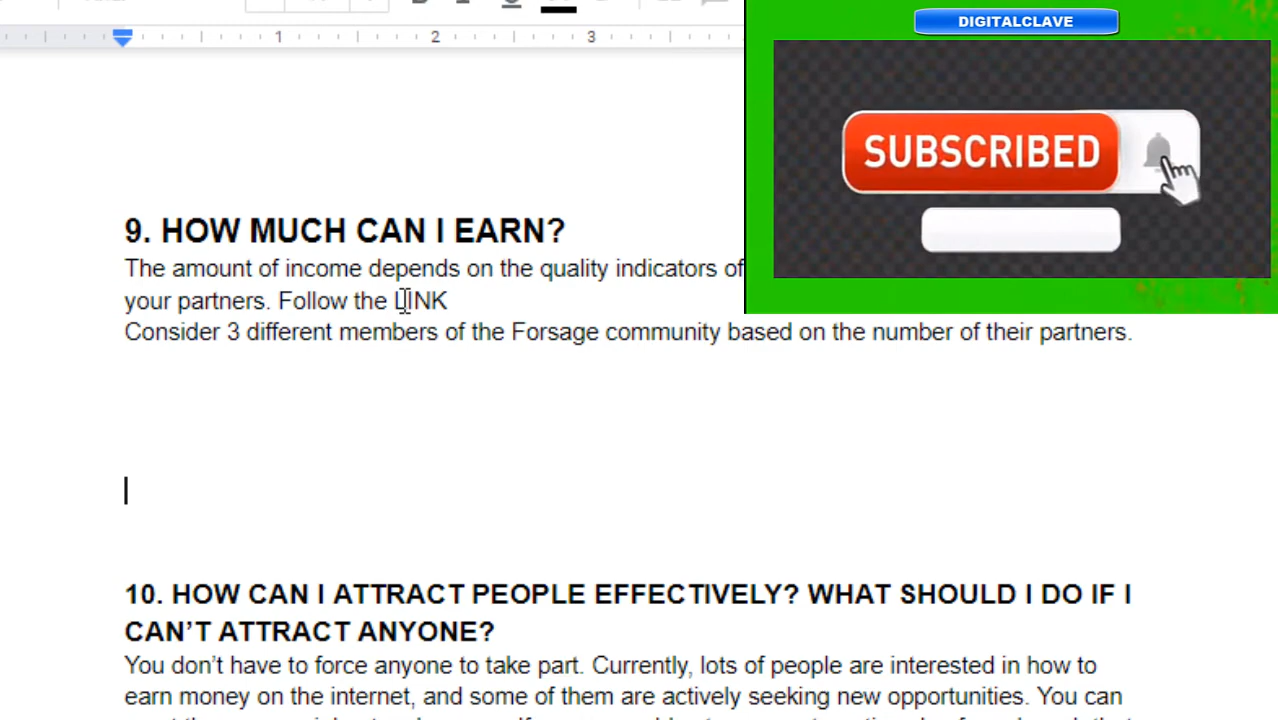 1 2 3
DIGITALCLAVE
SUBSCRIBED
9. HOW MUCH CAN I EARN?
The amount of income depends on the quality indicators of
your partners. Follow the LINK
Consider 3 different members of the Forsage community based on the number of their partners.
10. HOW CAN I ATTRACT PEOPLE EFFECTIVELY? WHAT SHOULD I DO IF I
CAN'T ATTRACT ANYONE?
You don't have to force anyone to take part. Currently, lots of people are interested in how to
earn money on the internet, and some of them are actively seeking new opportunities. You can